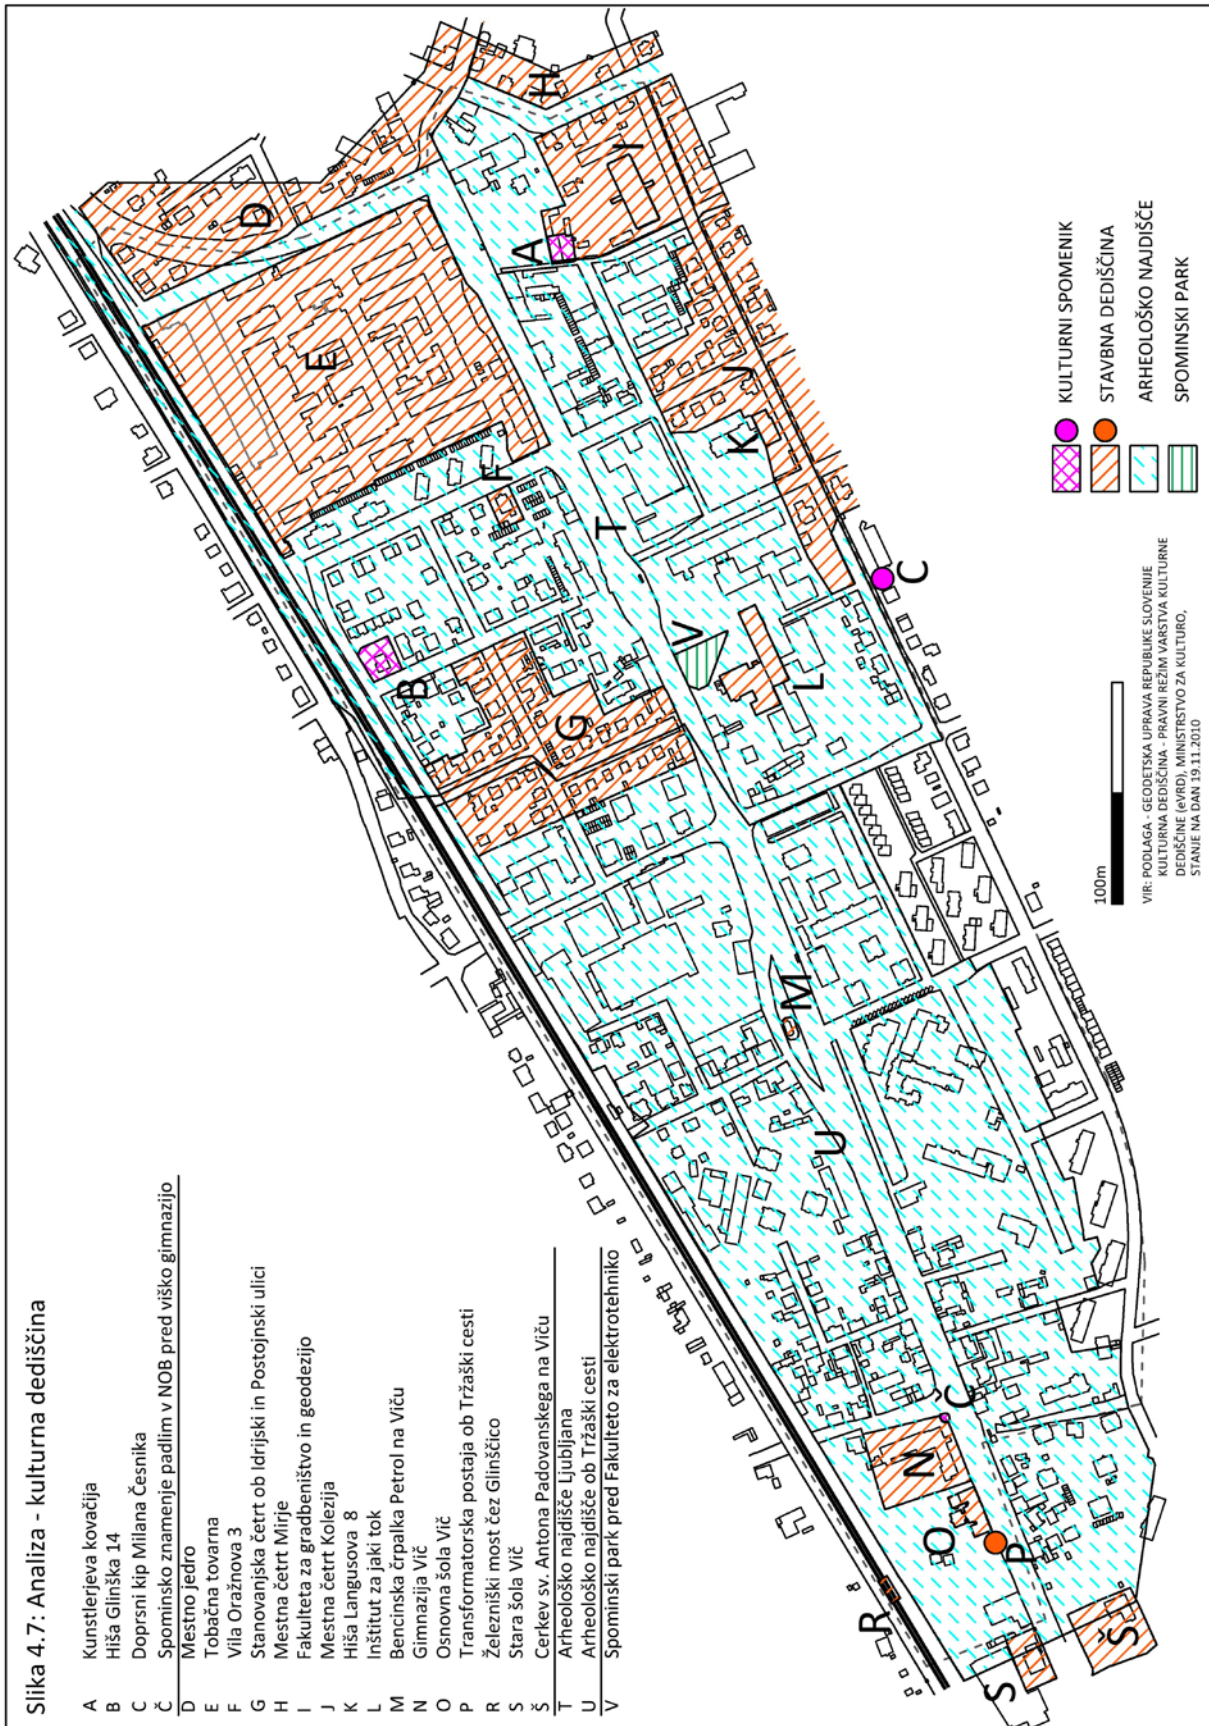 Slika 4.7: Analiza - kulturna dediščina
A Kunstlerjeva kovačija
B Hiša Glinška 14
C Doprsni kip Milana Česnika
Č Spominsko znamenje padlim v NOB pred viško gimnazijo
D Mestno jedro
E Tobačna tovarna
F Vila Oražnova 3
G Stanovanjska četrt ob Idrijski in Postojnski ulici
H Mestna četrt Mirje
I Fakulteta za gradbeništvo in geodezijo
J Mestna četrt Kolezija
K Hiša Langusova 8
L Inštitut za jaki tok
M Bencinska črpalka Petrol na Viču
N Gimnazija Vič
O Osnovna šola Vič
P Transformatorska postaja ob Tržaški cesti
R Železniški most čez Glinščico
S Stara šola Vič
Š Cerkev sv. Antona Padovanskega na Viču
T Arheološko najdišče Ljubljana
U Arheološko najdišče ob Tržaški cesti
V Spominski park pred Fakulteto za elektrotehniko
D
H
E
I
A
F
J
K
T
B
V
C
G
L
M
U
Č
N
O
P
R
Š
S
100m
VIR: PODLAGA - GEODETSKA UPRAVA REPUBLIKE SLOVENIJE
KULTURNA DEDIŠČINA - PRAVNI REŽIM VARSTVA KULTURNE
DEDIŠČINE (eVRD), MINISTRSTVO ZA KULTURO,
STANJE NA DAN 19.11.2010
KULTURNI SPOMENIK
STAVBNA DEDIŠČINA
ARHEOLOŠKO NAJDIŠČE
SPOMINSKI PARK